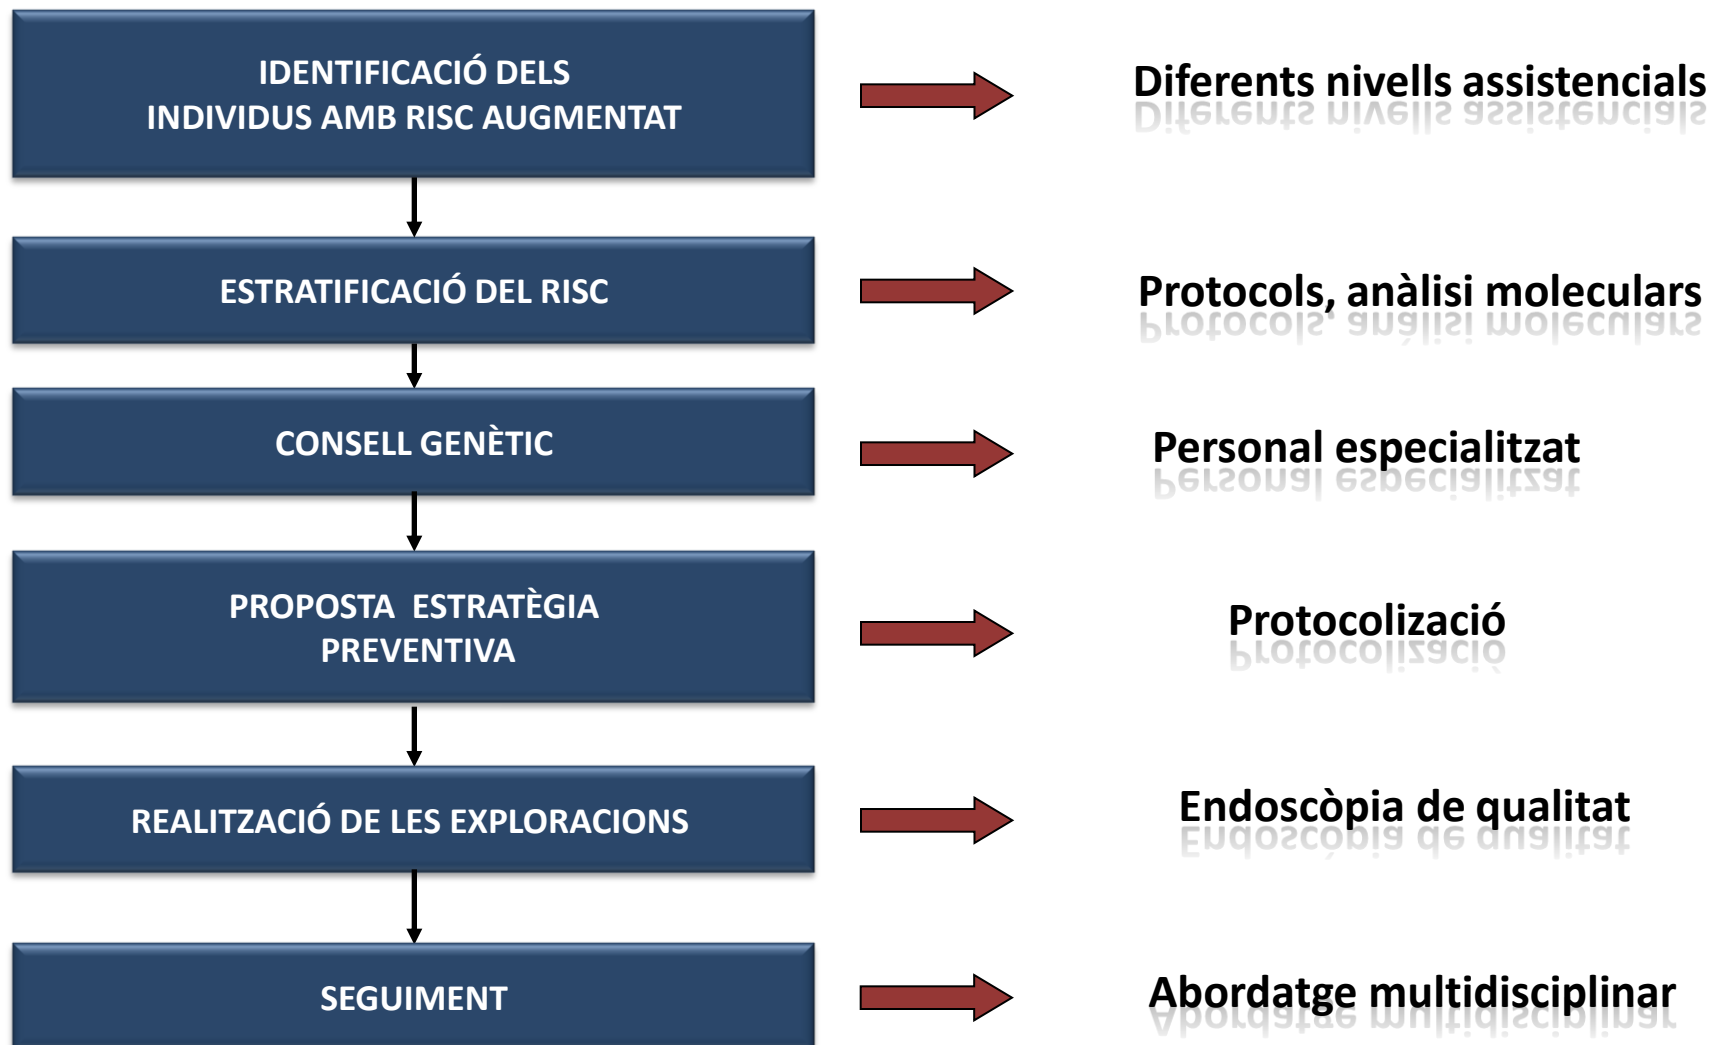 IDENTIFICACIÓ DELS
INDIVIDUS AMB RISC AUGMENTAT
Diferents nivells assistencials
ESTRATIFICACIÓ DEL RISC
Protocols, anàlisi moleculars
CONSELL GENÈTIC
Personal especialitzat
PROPOSTA ESTRATÈGIA
PREVENTIVA
Protocolizació
REALITZACIÓ DE LES EXPLORACIONS
Endoscòpia de qualitat
SEGUIMENT
Abordatge multidisciplinar